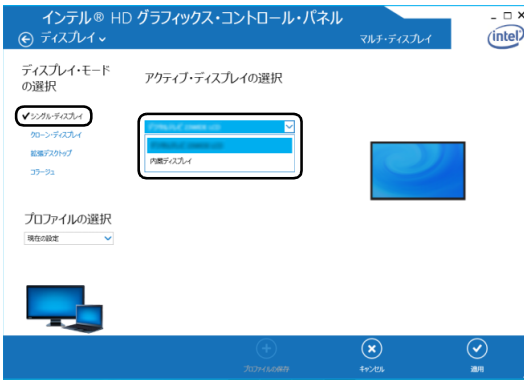 インテル® HD グラフィックス・コントロール・パネル
ディスプレイ
マルチ・ディスプレイ
intel
ディスプレイ・モード
の選択
アクティブ・ディスプレイの選択
✔シングル・ディスプレイ
クローン・ディスプレイ
拡張デスクトップ
コラージュ
内蔵ディスプレイ
プロファイルの選択
現在の設定
プロファイルの保存
キャンセル
適用